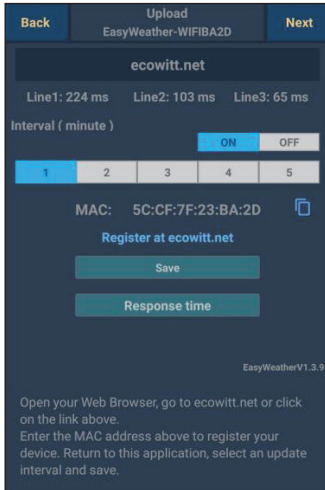 Back Upload Next
EasyWeather-WIFIBA2D
ecowitt.net
Line1: 224 ms Line2: 103 ms Line3: 65 ms
Interval ( minute )
ON OFF
1 2 3 4 5
MAC: 5C:CF:7F:23:BA:2D
Register at ecowitt.net
Save
Response time
EasyWeatherV1.3.9
Open your Web Browser, go to ecowitt.net or click
on the link above.
Enter the MAC address above to register your
device. Return to this application, select an update
interval and save.